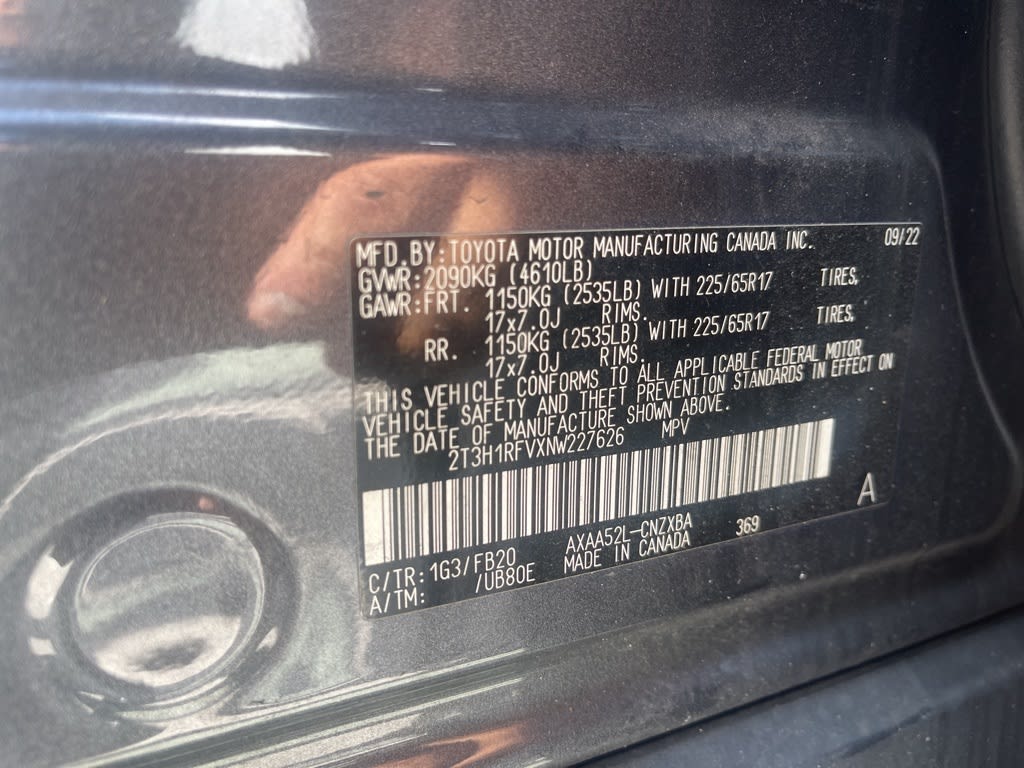 MFD. BY: TOYOTA MOTOR MANUFACTURING CANADA INC. 09/22
GVWR: 2090KG (4610LB)
GAWR: FRT. 1150KG (2535LB) WITH 225/65R17 TIRES,
17x7.0J RIMS.
RR. 1150KG (2535LB) WITH 225/65R17 TIRES,
17x7.0J RIMS.
THIS VEHICLE CONFORMS TO ALL APPLICABLE FEDERAL MOTOR
VEHICLE SAFETY AND THEFT PREVENTION STANDARDS IN EFFECT ON
THE DATE OF MANUFACTURE SHOWN ABOVE.
2T3H1RFVXNW227626 MPV
A
C/TR: 1G3/FB20 AXAA52L-CNZXBA 369
A/TM: /UB80E MADE IN CANADA